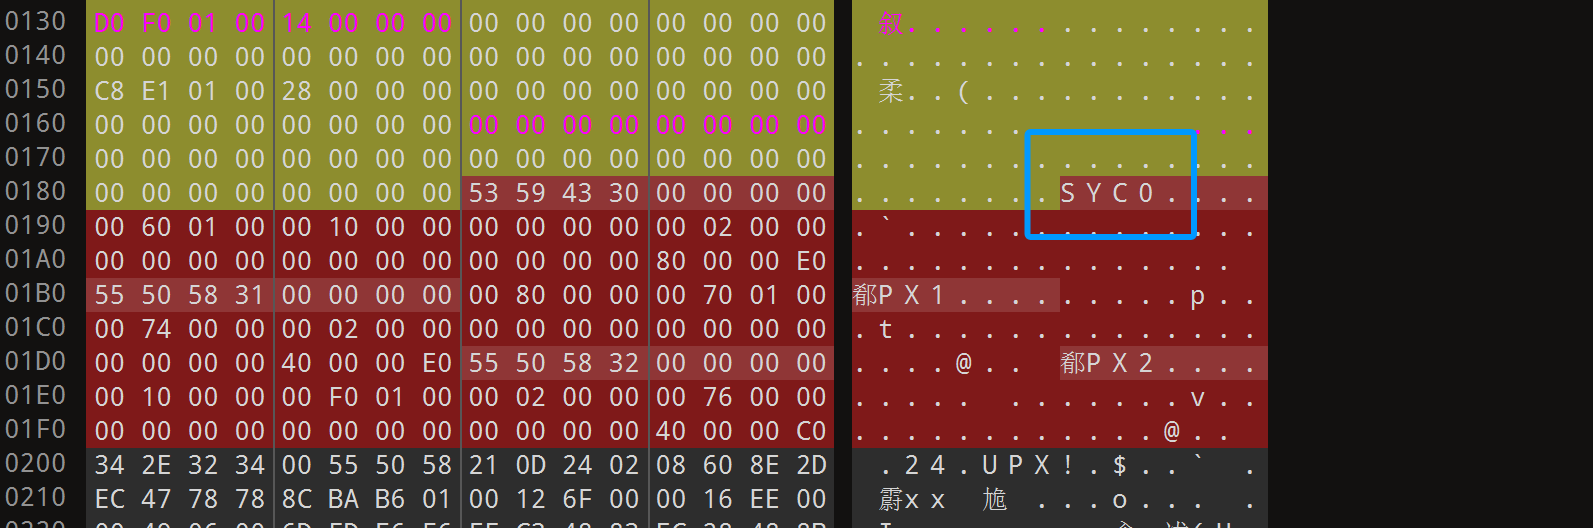 0130 D0 F0 01 00 14 00 00 00 00 00 00 00 00 00 00 00 叙..............
0140 00 00 00 00 00 00 00 00 00 00 00 00 00 00 00 00 ................
0150 C8 E1 01 00 28 00 00 00 00 00 00 00 00 00 00 00 柔..(...........
0160 00 00 00 00 00 00 00 00 00 00 00 00 00 00 00 00 ................
0170 00 00 00 00 00 00 00 00 00 00 00 00 00 00 00 00 ................
0180 00 00 00 00 00 00 00 00 53 59 43 30 00 00 00 00 ........SYC0....
0190 00 60 01 00 00 10 00 00 00 00 00 00 00 02 00 00 .`..............
01A0 00 00 00 00 00 00 00 00 00 00 00 00 80 00 00 E0 ...............
01B0 55 50 58 31 00 00 00 00 00 80 00 00 00 70 01 00 郗PX1.........p..
01C0 00 74 00 00 00 02 00 00 00 00 00 00 00 00 00 00 .t..............
01D0 00 00 00 00 40 00 00 E0 55 50 58 32 00 00 00 00 ....@.. 郗PX2....
01E0 00 10 00 00 00 F0 01 00 00 02 00 00 00 76 00 00 ..... .......v..
01F0 00 00 00 00 00 00 00 00 00 00 00 00 40 00 00 C0 ............@..
0200 34 2E 32 34 00 55 50 58 21 0D 24 02 08 60 8E 2D .24.UPX!.$..` .
0210 EC 47 78 78 8C BA B6 01 00 12 6F 00 00 16 EE 00 xx ...o...